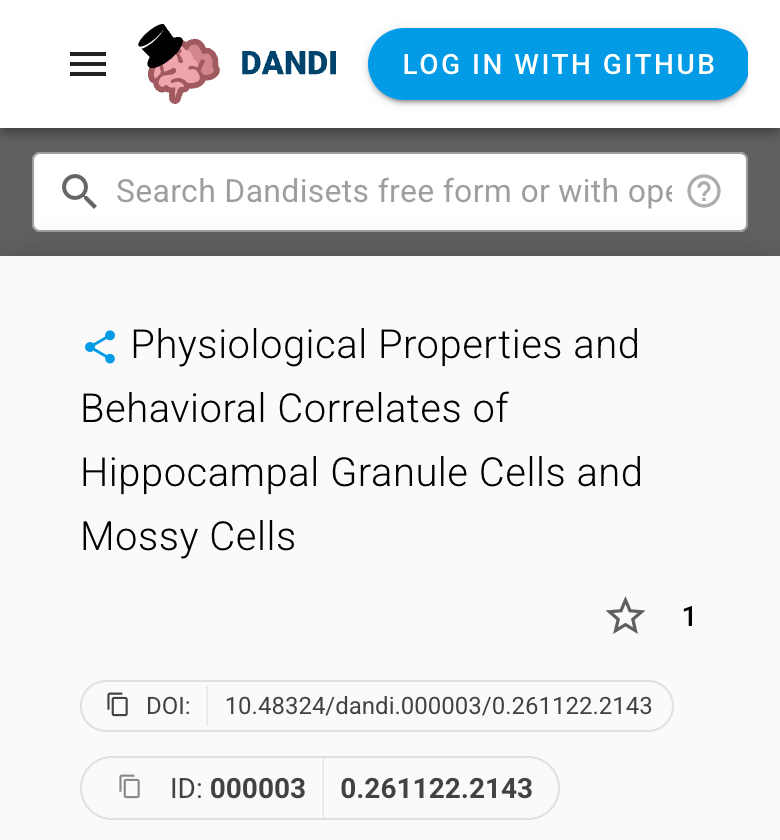 DANDI
LOG IN WITH GITHUB
Search Dandisets free form or with ope
Physiological Properties and
Behavioral Correlates of
Hippocampal Granule Cells and
Mossy Cells
1
DOI: 10.48324/dandi.000003/0.261122.2143
ID: 000003 0.261122.2143